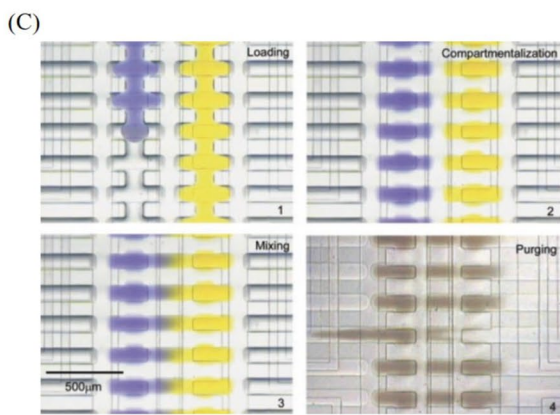 (C)
Loading
1
Compartmentalization
2
Mixing
500μm
3
Purging
4